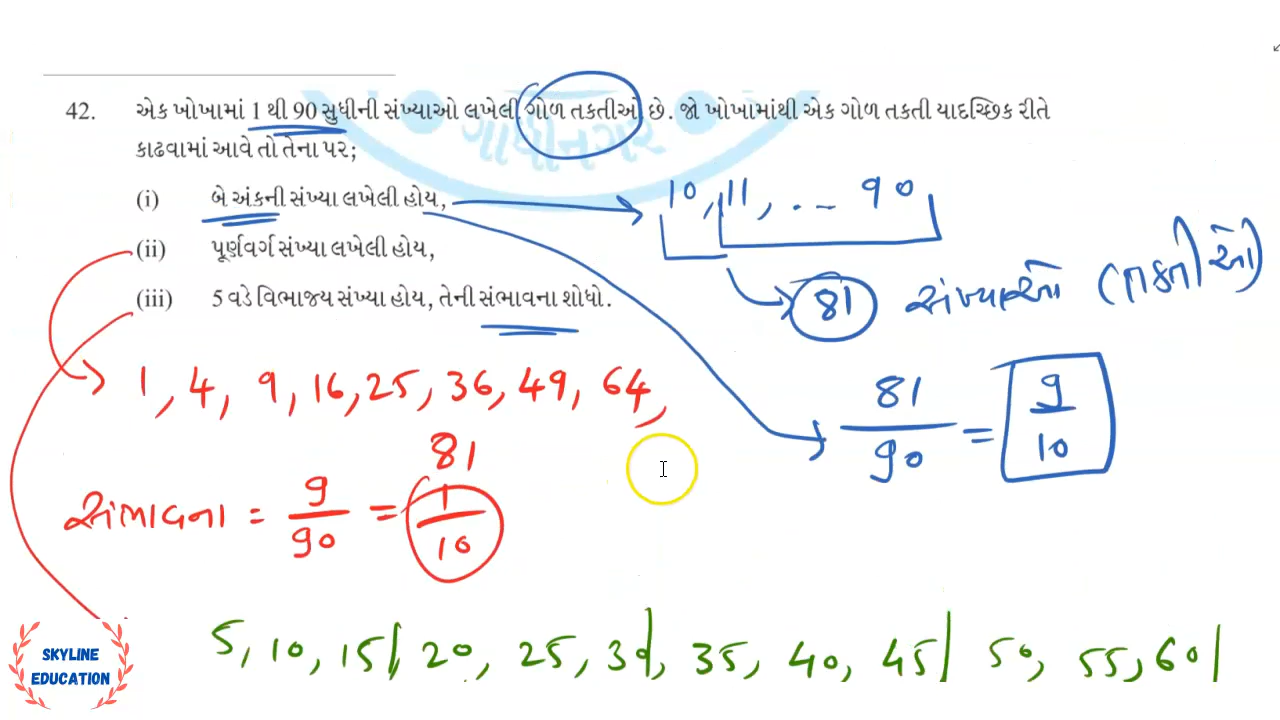 42. એક ખોખામાં 1 થી 90 સુધીની સંખ્યાઓ લખેલી ગોળ તકતીઓ છે. જો ખોખામાંથી એક ગોળ તકતી યાદચ્છિક રીતે
કાઢવામાં આવે તો તેના પર;
(i) બે અંકની સંખ્યા લખેલી હોય,
10, 11, . _ _ 90
(ii) પૂર્ણવર્ગ સંખ્યા લખેલી હોય,
81 સંખ્યાઓ (તકતીઓ)
(iii) 5 વડે વિભાજ્ય સંખ્યા હોય, તેની સંભાવના શોધો.
ગાંધીનગર
1, 4, 9, 16, 25, 36, 49, 64,
81
81/90 = 9/10
સંભાવના = 9/90 = 1/10
5, 10, 15, 20, 25, 30, 35, 40, 45, 50, 55, 60
SKYLINE
EDUCATION